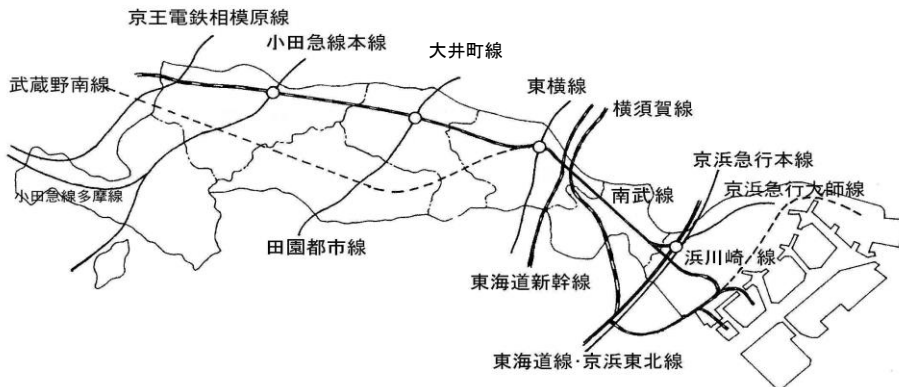 京王電鉄相模原線
小田急線本線
大井町線
武蔵野南線
東横線
横須賀線
京浜急行本線
小田急線多摩線
南武線
京浜急行大師線
田園都市線
浜川崎 線
東海道新幹線
東海道線・京浜東北線